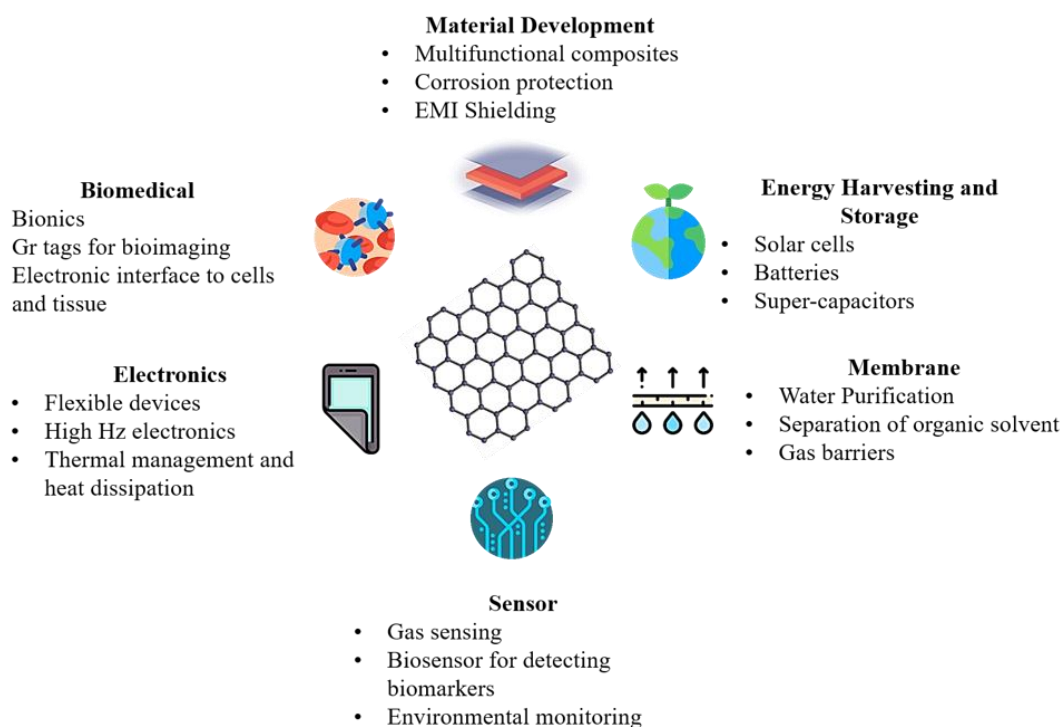 Material Development
• Multifunctional composites
• Corrosion protection
• EMI Shielding
Biomedical
Bionics
Gr tags for bioimaging
Electronic interface to cells
and tissue
Energy Harvesting and
Storage
• Solar cells
• Batteries
• Super-capacitors
Electronics
• Flexible devices
• High Hz electronics
• Thermal management and
heat dissipation
Membrane
• Water Purification
• Separation of organic solvent
• Gas barriers
Sensor
• Gas sensing
• Biosensor for detecting
biomarkers
• Environmental monitoring